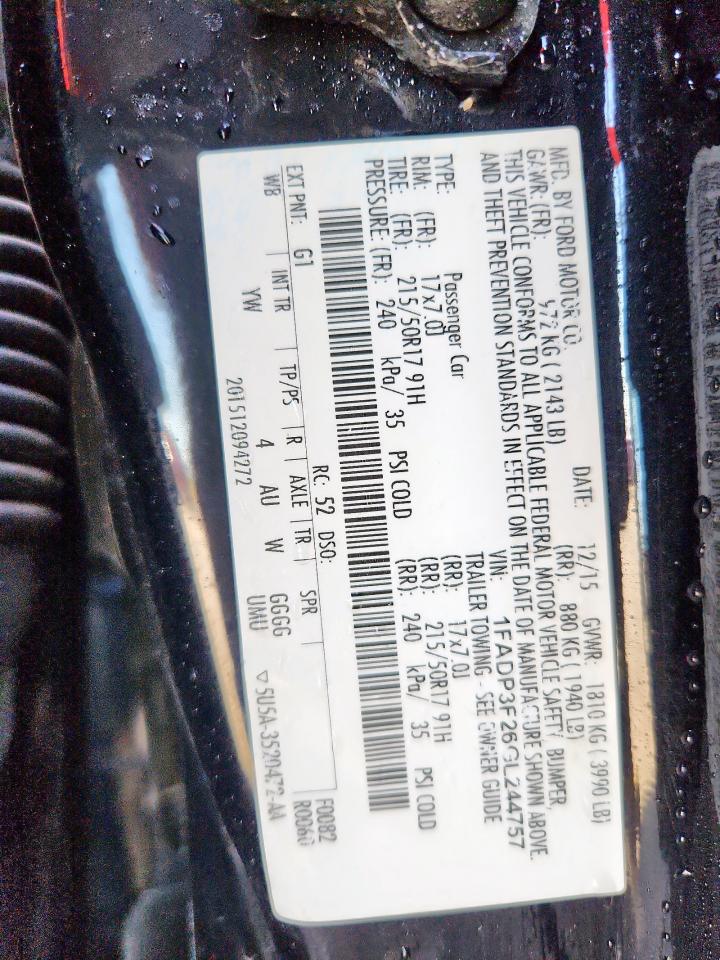 MFD. BY FORD MOTOR CO. DATE: 12/15 GVWR: 1810 KG ( 3990 LB)
GAWR: (FR): 972 KG ( 2143 LB) (RR): 880 KG ( 1940 LB)
THIS VEHICLE CONFORMS TO ALL APPLICABLE FEDERAL MOTOR VEHICLE SAFETY, BUMPER,
AND THEFT PREVENTION STANDARDS IN EFFECT ON THE DATE OF MANUFACTURE SHOWN ABOVE.
VIN: 1FADP3F26GL244757
TYPE: Passenger Car TRAILER TOWING - SEE OWNER GUIDE
RIM: (FR): 17x7.0J (RR): 17x7.0J
TIRE: (FR): 215/50R17 91H (RR): 215/50R17 91H
PRESSURE: (FR): 240 kPa/ 35 PSI COLD (RR): 240 kPa/ 35 PSI COLD
RC: 52 DSO: F0082
EXT PNT: G1 INT TR TP/PS R AXLE TR SPR R0060
WB YW 4 AU W GGGG
201512094272 UMU ▽5U5A-3520472-AA